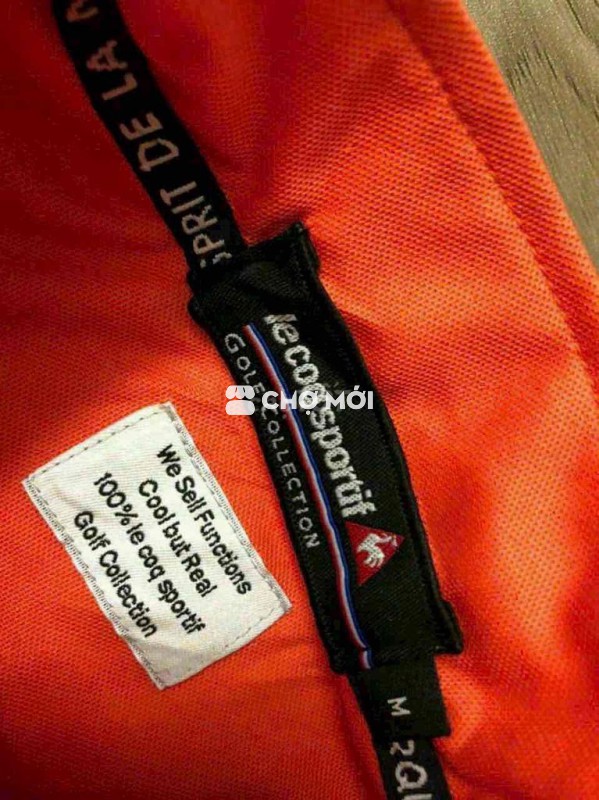 PRIT DE LA
le coq sportif
GOLF COLLECTION
CHỢ MỚI
We Sell Functions
Cool but Real
100% le coq sportif
Golf Collection
M